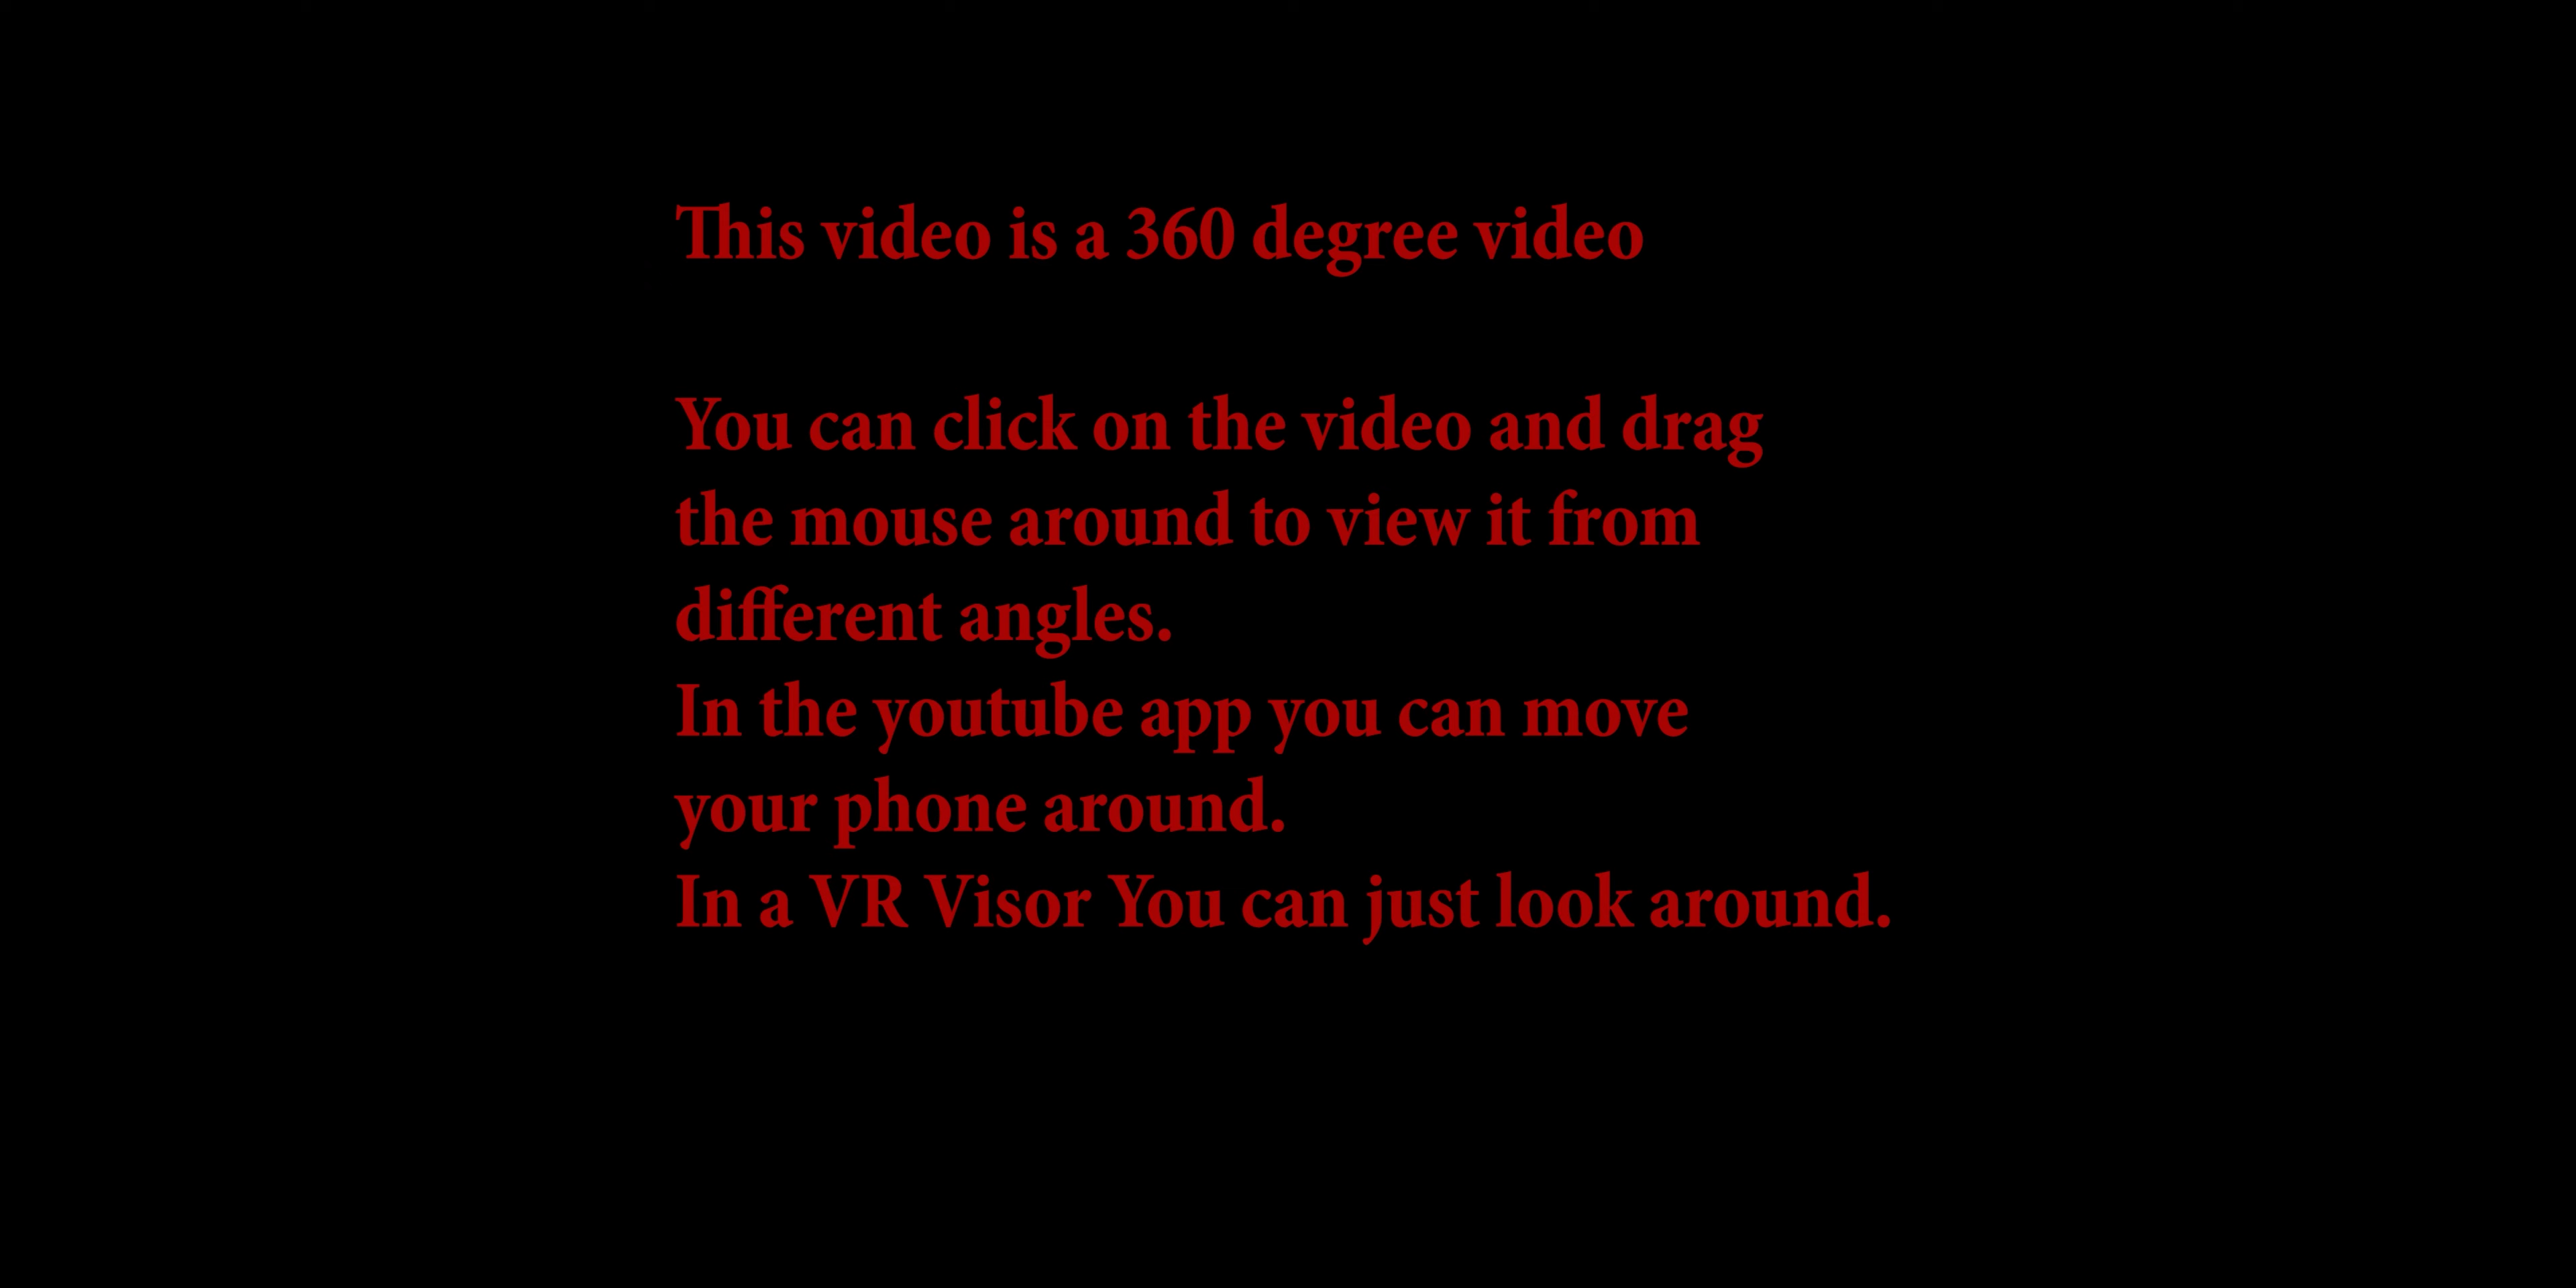 This video is a 360 degree video
You can click on the video and drag
the mouse around to view it from
different angles.
In the youtube app you can move
your phone around.
In a VR Visor You can just look around.